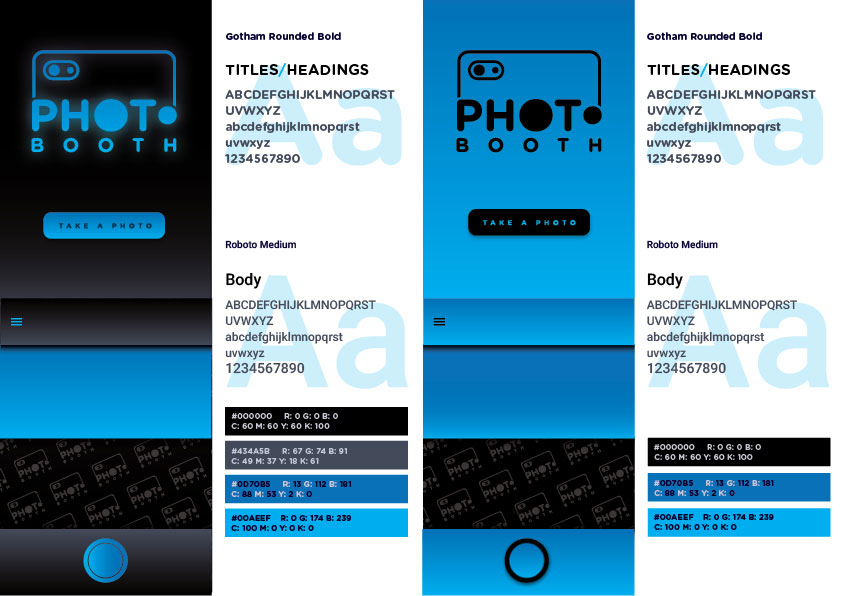 PHOTO
BOOTH
TAKE A PHOTO
Gotham Rounded Bold
TITLES/HEADINGS
ABCDEFGHIJKLMNOPQRST
UVWXYZ
abcdefghijklmnopqrst
uvwxyz
1234567890
Aa
Roboto Medium
Body
ABCDEFGHIJKLMNOPQRST
UVWXYZ
abcdefghijklmnopqrst
uvwxyz
1234567890
Aa
#000000 R: 0 G: 0 B: 0
C: 60 M: 60 Y: 60 K: 100
#434A5B R: 67 G: 74 B: 91
C: 49 M: 37 Y: 18 K: 61
#0D70B5 R: 13 G: 112 B: 181
C: 88 M: 53 Y: 2 K: 0
#00AEEF R: 0 G: 174 B: 239
C: 100 M: 0 Y: 0 K: 0
PHOTO
BOOTH
TAKE A PHOTO
Gotham Rounded Bold
TITLES/HEADINGS
ABCDEFGHIJKLMNOPQRST
UVWXYZ
abcdefghijklmnopqrst
uvwxyz
1234567890
Aa
Roboto Medium
Body
ABCDEFGHIJKLMNOPQRST
UVWXYZ
abcdefghijklmnopqrst
uvwxyz
1234567890
Aa
#000000 R: 0 G: 0 B: 0
C: 60 M: 60 Y: 60 K: 100
#0D70B5 R: 13 G: 112 B: 181
C: 88 M: 53 Y: 2 K: 0
#00AEEF R: 0 G: 174 B: 239
C: 100 M: 0 Y: 0 K: 0